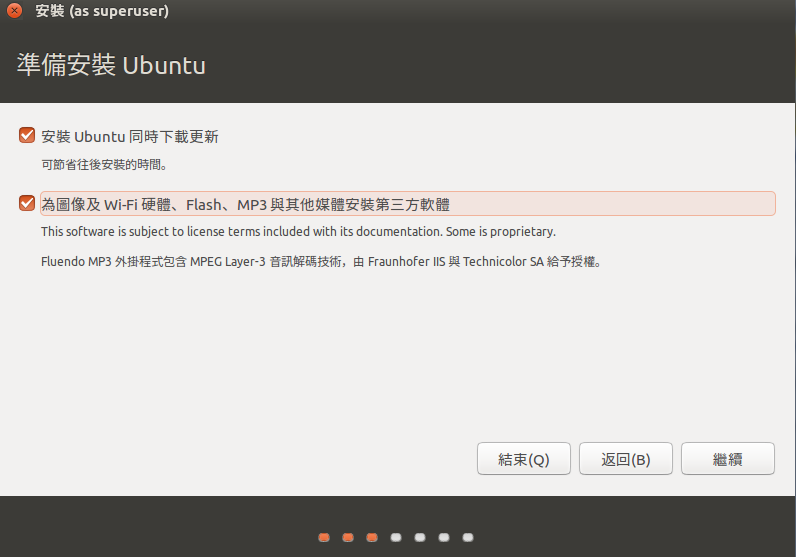 安裝 (as superuser)
準備安裝 Ubuntu
安裝 Ubuntu 同時下載更新
可節省往後安裝的時間。
為圖像及 Wi-Fi 硬體、Flash、MP3 與其他媒體安裝第三方軟體
This software is subject to license terms included with its documentation. Some is proprietary.
Fluendo MP3 外掛程式包含 MPEG Layer-3 音訊解碼技術，由 Fraunhofer IIS 與 Technicolor SA 給予授權。
結束(Q)
返回(B)
繼續